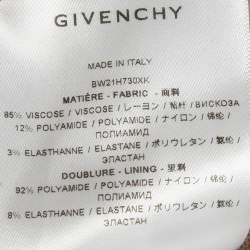 GIVENCHY
MADE IN ITALY
BW21H730XK
MATIÈRE - FABRIC - 面料
85% VISCOSE / VISCOSE / レーヨン / 粘杆 / ВИСКОЗА
12% POLYAMIDE / POLYAMIDE / ナイロン / 锦纶 /
ПОЛИАМИД
3% ELASTHANNE / ELASTANE / ポリウレタン / 氨纶 /
ЭЛАСТАН
DOUBLURE - LINING - 里料
92% POLYAMIDE / POLYAMIDE / ナイロン / 锦纶 /
ПОЛИАМИД
8% ELASTHANNE / ELASTANE / ポリウレタン / 氨纶 /
ЭЛАСТАН